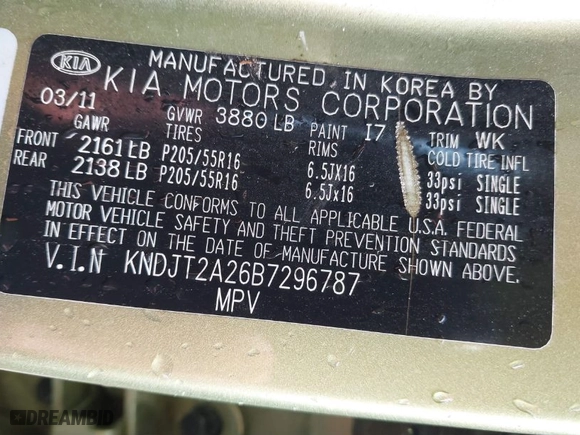 KIA
MANUFACTURED IN KOREA BY
KIA MOTORS CORPORATION
03/11 GVWR 3880 LB PAINT I7 TRIM WK
GAWR TIRES RIMS COLD TIRE INFL
FRONT 2161 LB P205/55R16 6.5JX16 33psi SINGLE
REAR 2138 LB P205/55R16 6.5Jx16 33psi SINGLE
THIS VEHICLE CONFORMS TO ALL APPLICABLE U.S.A. FEDERAL
MOTOR VEHICLE SAFETY AND THEFT PREVENTION STANDARDS
IN EFFECT ON THE DATE OF MANUFACTURE SHOWN ABOVE.
V.I.N KNDJT2A26B7296787
MPV
DREAMBID